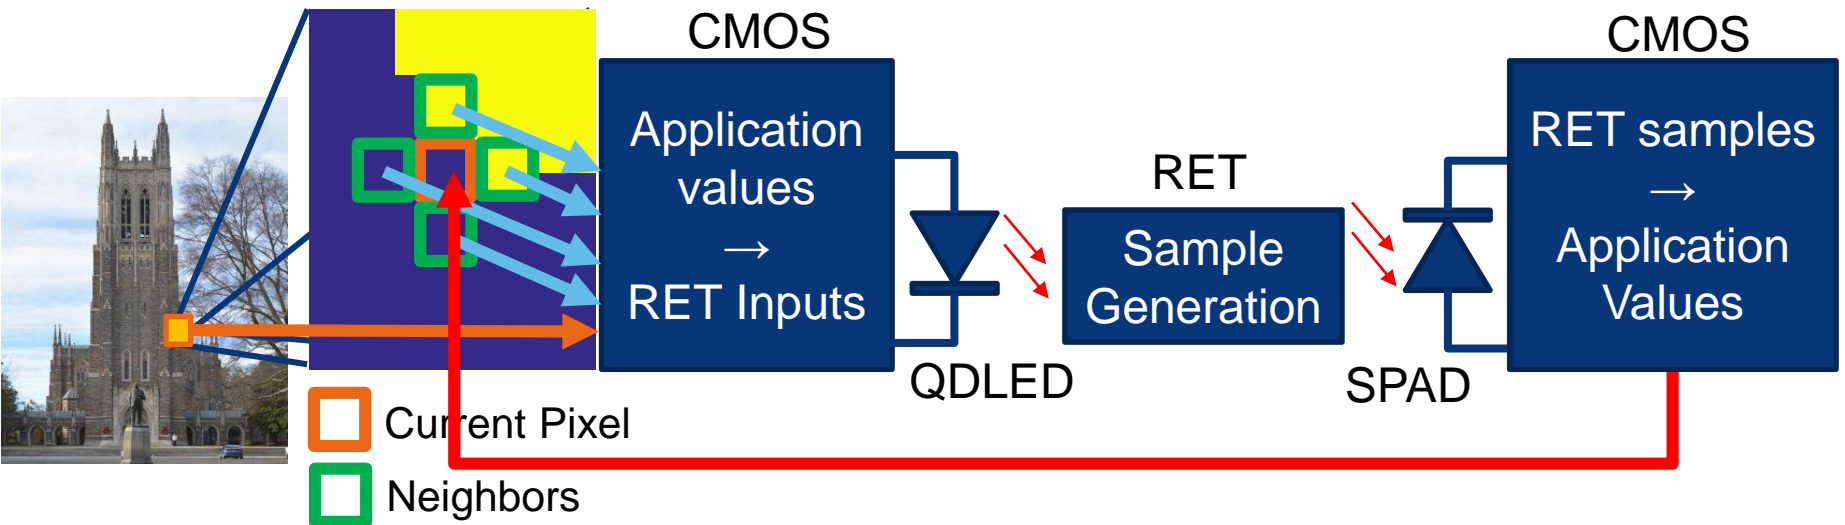 CMOS
Application
values
→
RET Inputs
QDLED
RET
Sample
Generation
SPAD
CMOS
RET samples
→
Application
Values
Current Pixel
Neighbors